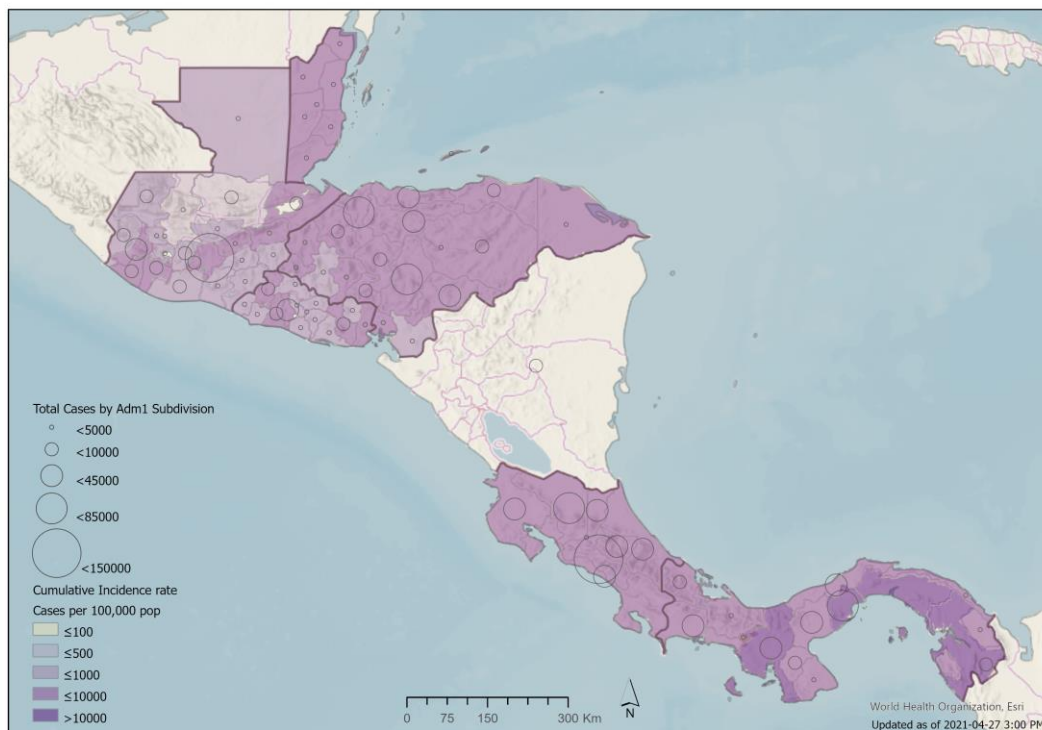 Total Cases by Adm1 Subdivision
<5000
<10000
<45000
<85000
<150000
Cumulative Incidence rate
Cases per 100,000 pop
≤100
≤500
≤1000
≤10000
>10000
0 75 150 300 Km
N
World Health Organization, Esri
Updated as of 2021-04-27 3:00 PM